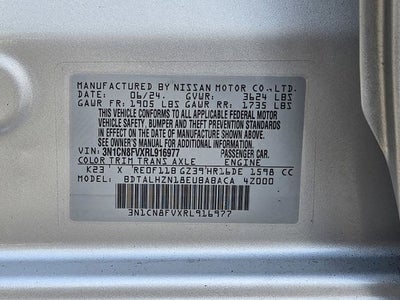 MANUFACTURED BY NISSAN MOTOR CO.,LTD.
DATE: 06/24. GVWR: 3624 LBS
GAWR FR: 1905 LBS GAWR RR: 1735 LBS
THIS VEHICLE CONFORMS TO ALL APPLICABLE
FEDERAL MOTOR VEHICLE SAFETY,
BUMPER, AND THEFT PREVENTION STANDARDS
IN EFFECT ON THE DATE OF MANUFACTURE SHOWN ABOVE.
SEE OWNER'S MANUAL FOR ADDITIONAL INFORMATION.
VIN: 3N1CN8FVXRL916977 PASSENGER CAR.
COLOR TRIM TRANS AXLE ENGINE
K23 K RE0F11B GZ39 HR16DE 1598 CC
MODEL: BDTALHZN18EUBABACA 4Z000
3N1CN8FVXRL916977